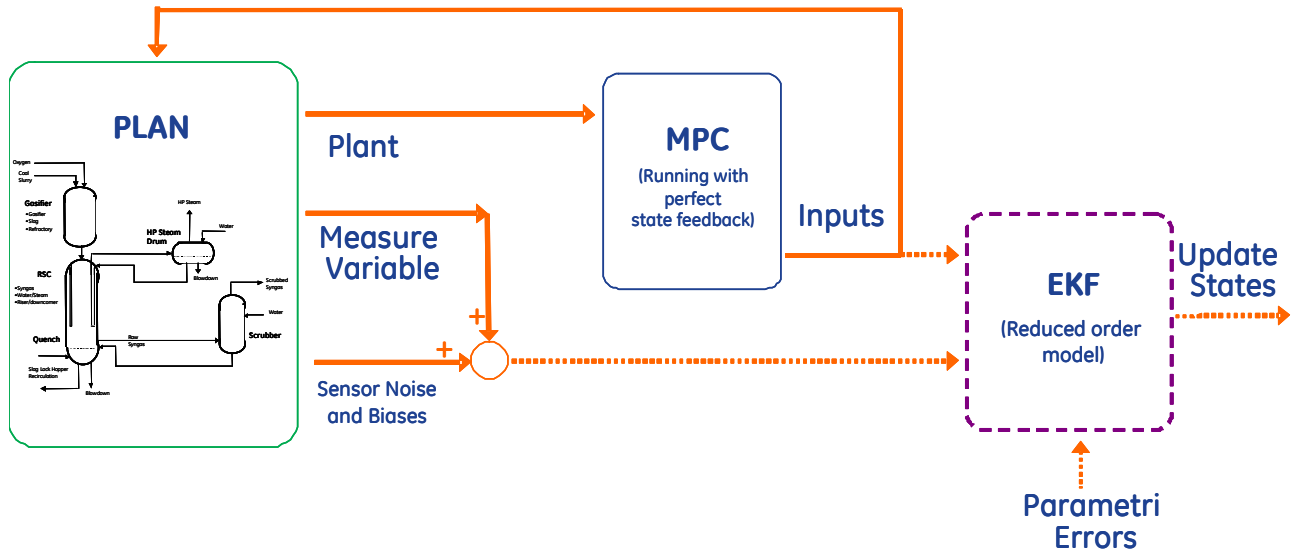 PLAN
Oxygen
Coal
Slurry
Gasifier
•Gasifier
•Slag
•Refractory
HP Steam
HP Steam
Drum
Water
Blowdown
RSC
•Syngas
•Water/Steam
•Riser/downcomer
Scrubbed
Syngas
Water
Scrubber
Quench
Raw
Syngas
Slag Lock Hopper
Recirculation
Blowdown
Plant
Measure
Variable
+
+
Sensor Noise
and Biases
MPC
(Running with
perfect
state feedback)
Inputs
EKF
(Reduced order
model)
Update
States
Parametri
Errors